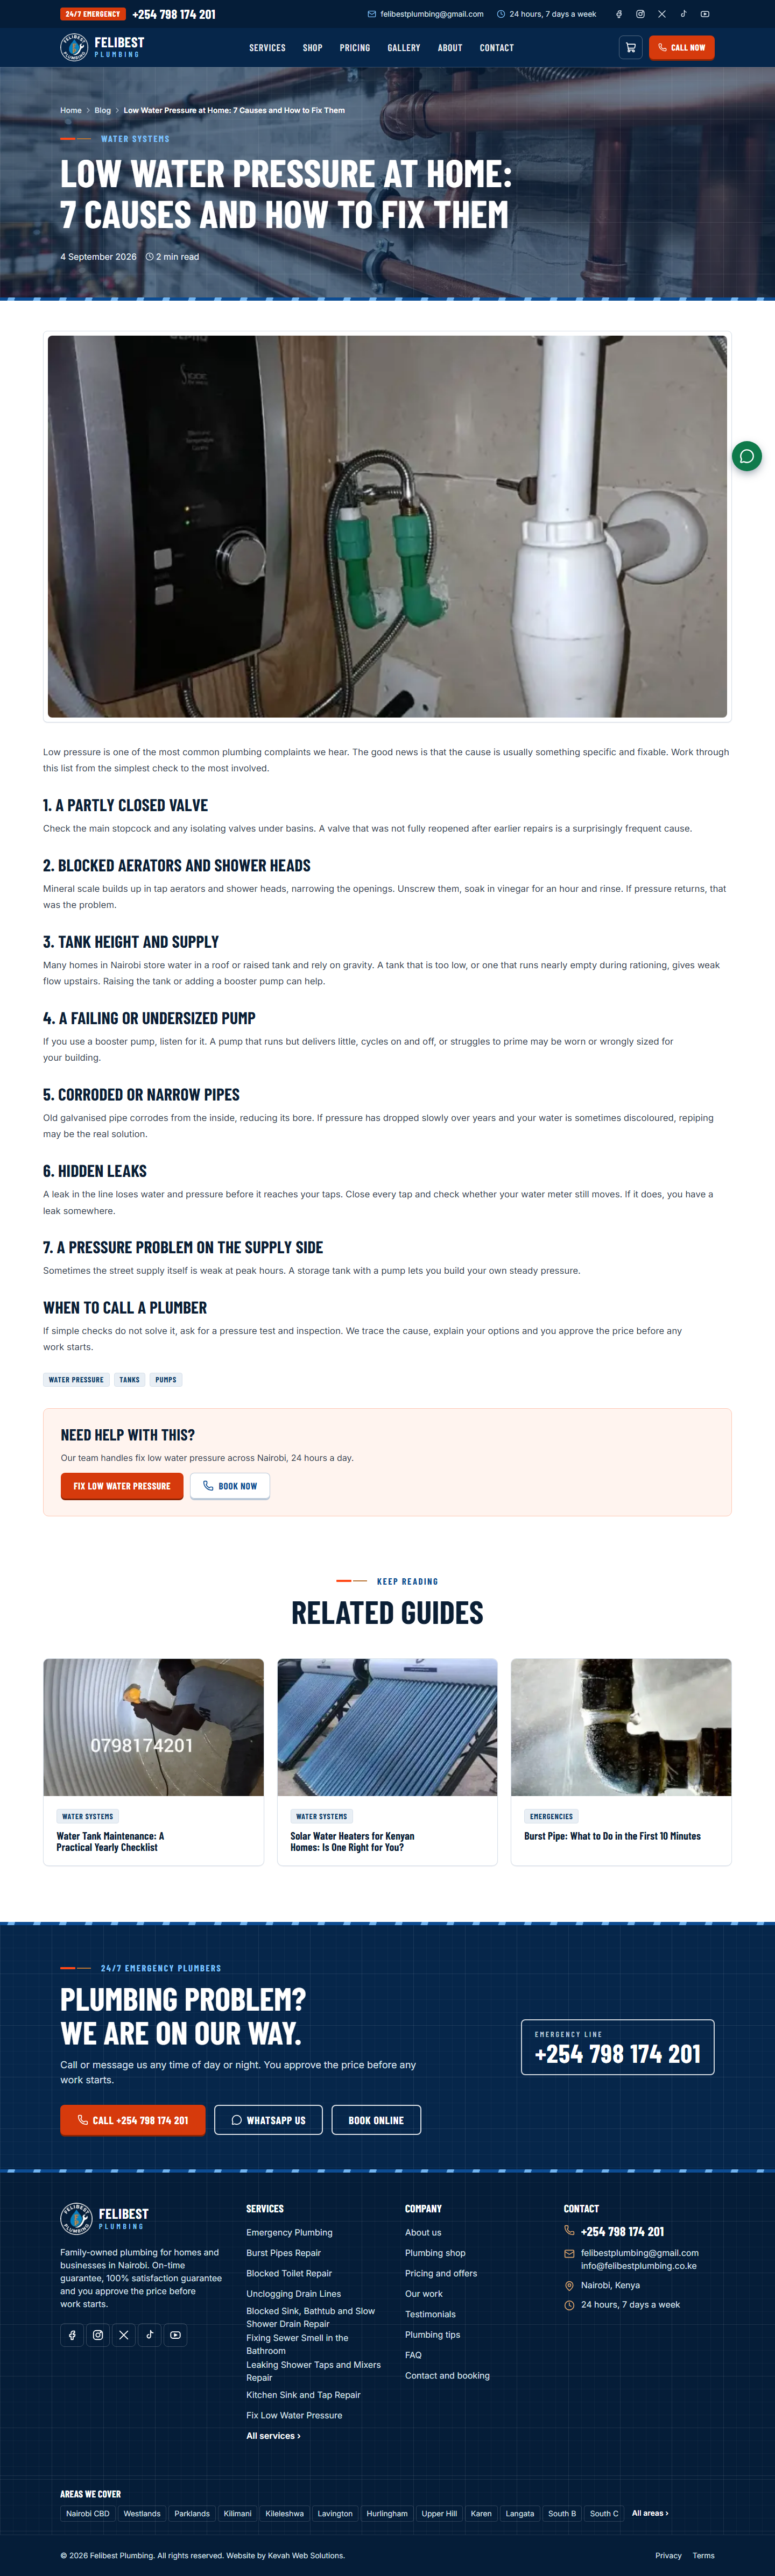 24/7 EMERGENCY +254 798 174 201 felibestplumbing@gmail.com 24 hours, 7 days a week
FELIBEST
PLUMBING
SERVICES SHOP PRICING GALLERY ABOUT CONTACT
CALL NOW
Home › Blog › Low Water Pressure at Home: 7 Causes and How to Fix Them
WATER SYSTEMS
LOW WATER PRESSURE AT HOME:
7 CAUSES AND HOW TO FIX THEM
4 September 2026 2 min read
Low pressure is one of the most common plumbing complaints we hear. The good news is that the cause is usually something specific and fixable. Work through
this list from the simplest check to the most involved.
1. A PARTLY CLOSED VALVE
Check the main stopcock and any isolating valves under basins. A valve that was not fully reopened after earlier repairs is a surprisingly frequent cause.
2. BLOCKED AERATORS AND SHOWER HEADS
Mineral scale builds up in tap aerators and shower heads, narrowing the openings. Unscrew them, soak in vinegar for an hour and rinse. If pressure returns, that
was the problem.
3. TANK HEIGHT AND SUPPLY
Many homes in Nairobi store water in a roof or raised tank and rely on gravity. A tank that is too low, or one that runs nearly empty during rationing, gives weak
flow upstairs. Raising the tank or adding a booster pump can help.
4. A FAILING OR UNDERSIZED PUMP
If you use a booster pump, listen for it. A pump that runs but delivers little, cycles on and off, or struggles to prime may be worn or wrongly sized for
your building.
5. CORRODED OR NARROW PIPES
Old galvanised pipe corrodes from the inside, reducing its bore. If pressure has dropped slowly over years and your water is sometimes discoloured, repiping
may be the real solution.
6. HIDDEN LEAKS
A leak in the line loses water and pressure before it reaches your taps. Close every tap and check whether your water meter still moves. If it does, you have a
leak somewhere.
7. A PRESSURE PROBLEM ON THE SUPPLY SIDE
Sometimes the street supply itself is weak at peak hours. A storage tank with a pump lets you build your own steady pressure.
WHEN TO CALL A PLUMBER
If simple checks do not solve it, ask for a pressure test and inspection. We trace the cause, explain your options and you approve the price before any
work starts.
WATER PRESSURE TANKS PUMPS
NEED HELP WITH THIS?
Our team handles fix low water pressure across Nairobi, 24 hours a day.
FIX LOW WATER PRESSURE BOOK NOW
KEEP READING
RELATED GUIDES
0798174201
WATER SYSTEMS
Water Tank Maintenance: A
Practical Yearly Checklist
WATER SYSTEMS
Solar Water Heaters for Kenyan
Homes: Is One Right for You?
EMERGENCIES
Burst Pipe: What to Do in the First 10 Minutes
24/7 EMERGENCY PLUMBERS
PLUMBING PROBLEM?
WE ARE ON OUR WAY.
Call or message us any time of day or night. You approve the price before any
work starts.
CALL +254 798 174 201 WHATSAPP US BOOK ONLINE
EMERGENCY LINE
+254 798 174 201
FELIBEST
PLUMBING
Family-owned plumbing for homes and
businesses in Nairobi. On-time
guarantee, 100% satisfaction guarantee
and you approve the price before
work starts.
SERVICES
Emergency Plumbing
Burst Pipes Repair
Blocked Toilet Repair
Unclogging Drain Lines
Blocked Sink, Bathtub and Slow
Shower Drain Repair
Fixing Sewer Smell in the
Bathroom
Leaking Shower Taps and Mixers
Repair
Kitchen Sink and Tap Repair
Fix Low Water Pressure
All services ›
COMPANY
About us
Plumbing shop
Pricing and offers
Our work
Testimonials
Plumbing tips
FAQ
Contact and booking
CONTACT
+254 798 174 201
felibestplumbing@gmail.com
info@felibestplumbing.co.ke
Nairobi, Kenya
24 hours, 7 days a week
AREAS WE COVER
Nairobi CBD Westlands Parklands Kilimani Kileleshwa Lavington Hurlingham Upper Hill Karen Langata South B South C All areas ›
© 2026 Felibest Plumbing. All rights reserved. Website by Kevah Web Solutions. Privacy Terms